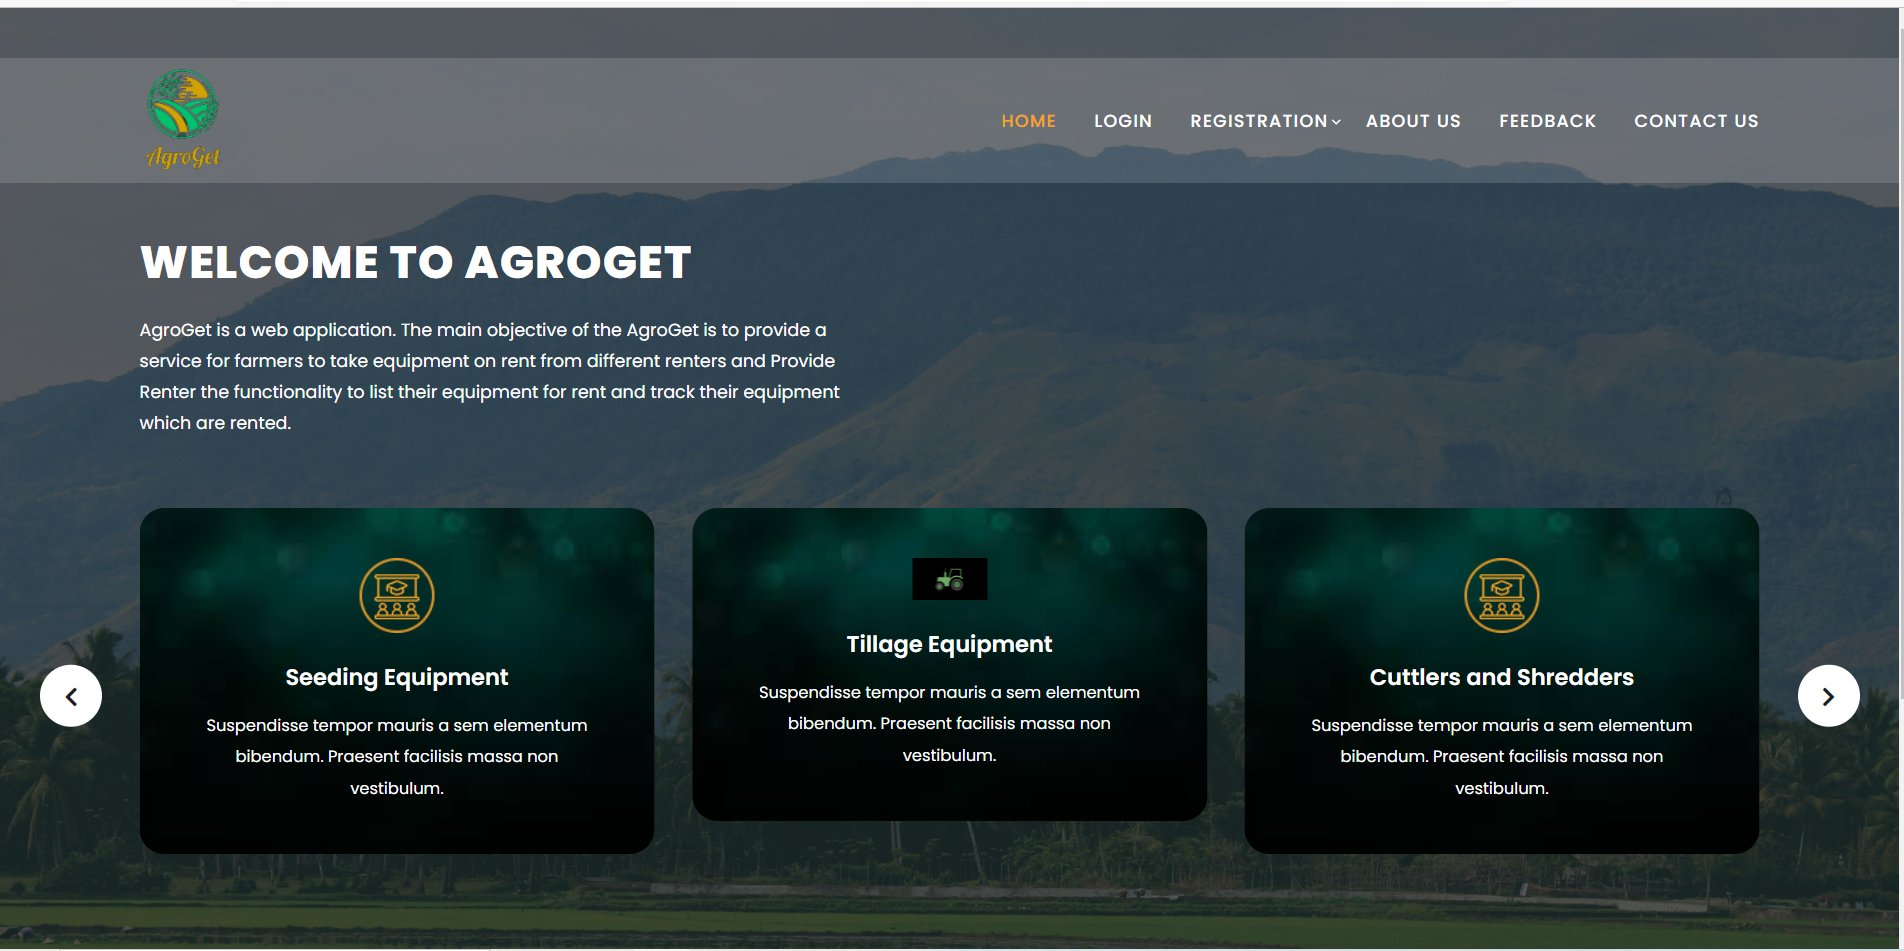 AgroGet
HOME LOGIN REGISTRATION ABOUT US FEEDBACK CONTACT US
WELCOME TO AGROGET
AgroGet is a web application. The main objective of the AgroGet is to provide a
service for farmers to take equipment on rent from different renters and Provide
Renter the functionality to list their equipment for rent and track their equipment
which are rented.
Seeding Equipment
Suspendisse tempor mauris a sem elementum
bibendum. Praesent facilisis massa non
vestibulum.
Tillage Equipment
Suspendisse tempor mauris a sem elementum
bibendum. Praesent facilisis massa non
vestibulum.
Cuttlers and Shredders
Suspendisse tempor mauris a sem elementum
bibendum. Praesent facilisis massa non
vestibulum.